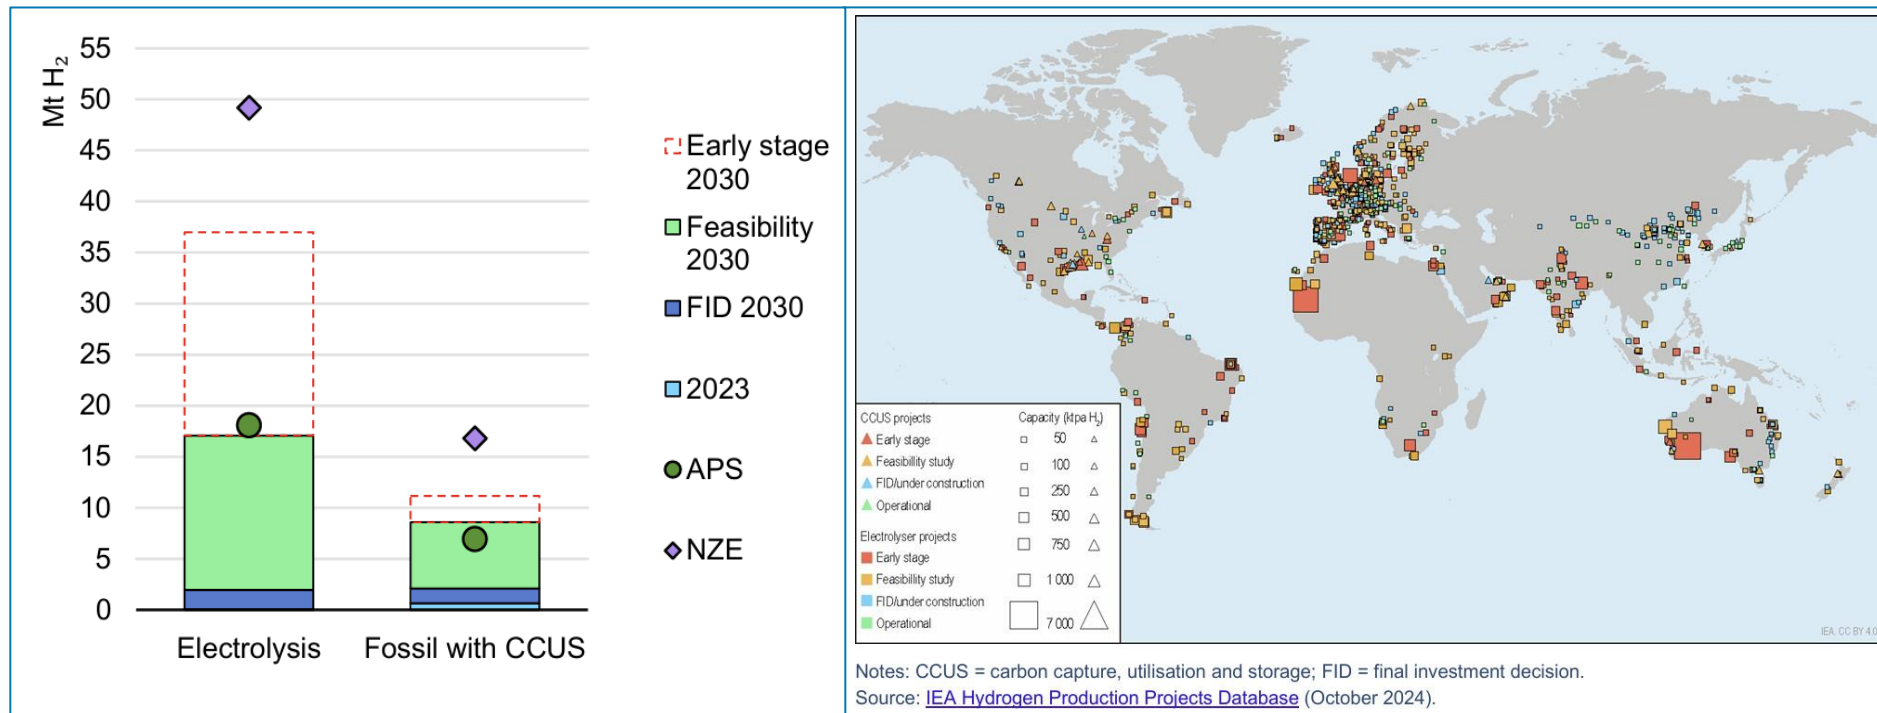 Mt H₂
55
50
45
40
35
30
25
20
15
10
5
0
Electrolysis
Fossil with CCUS
Early stage
2030
Feasibility
2030
FID 2030
2023
APS
NZE
CCUS projects
Early stage
Feasibility study
FID/under construction
Operational
Electrolyser projects
Early stage
Feasibility study
FID/under construction
Operational
Capacity (ktpa H₂)
50
100
250
500
750
1 000
7 000
IEA. CC BY 4.0
Notes: CCUS = carbon capture, utilisation and storage; FID = final investment decision.
Source: IEA Hydrogen Production Projects Database (October 2024).